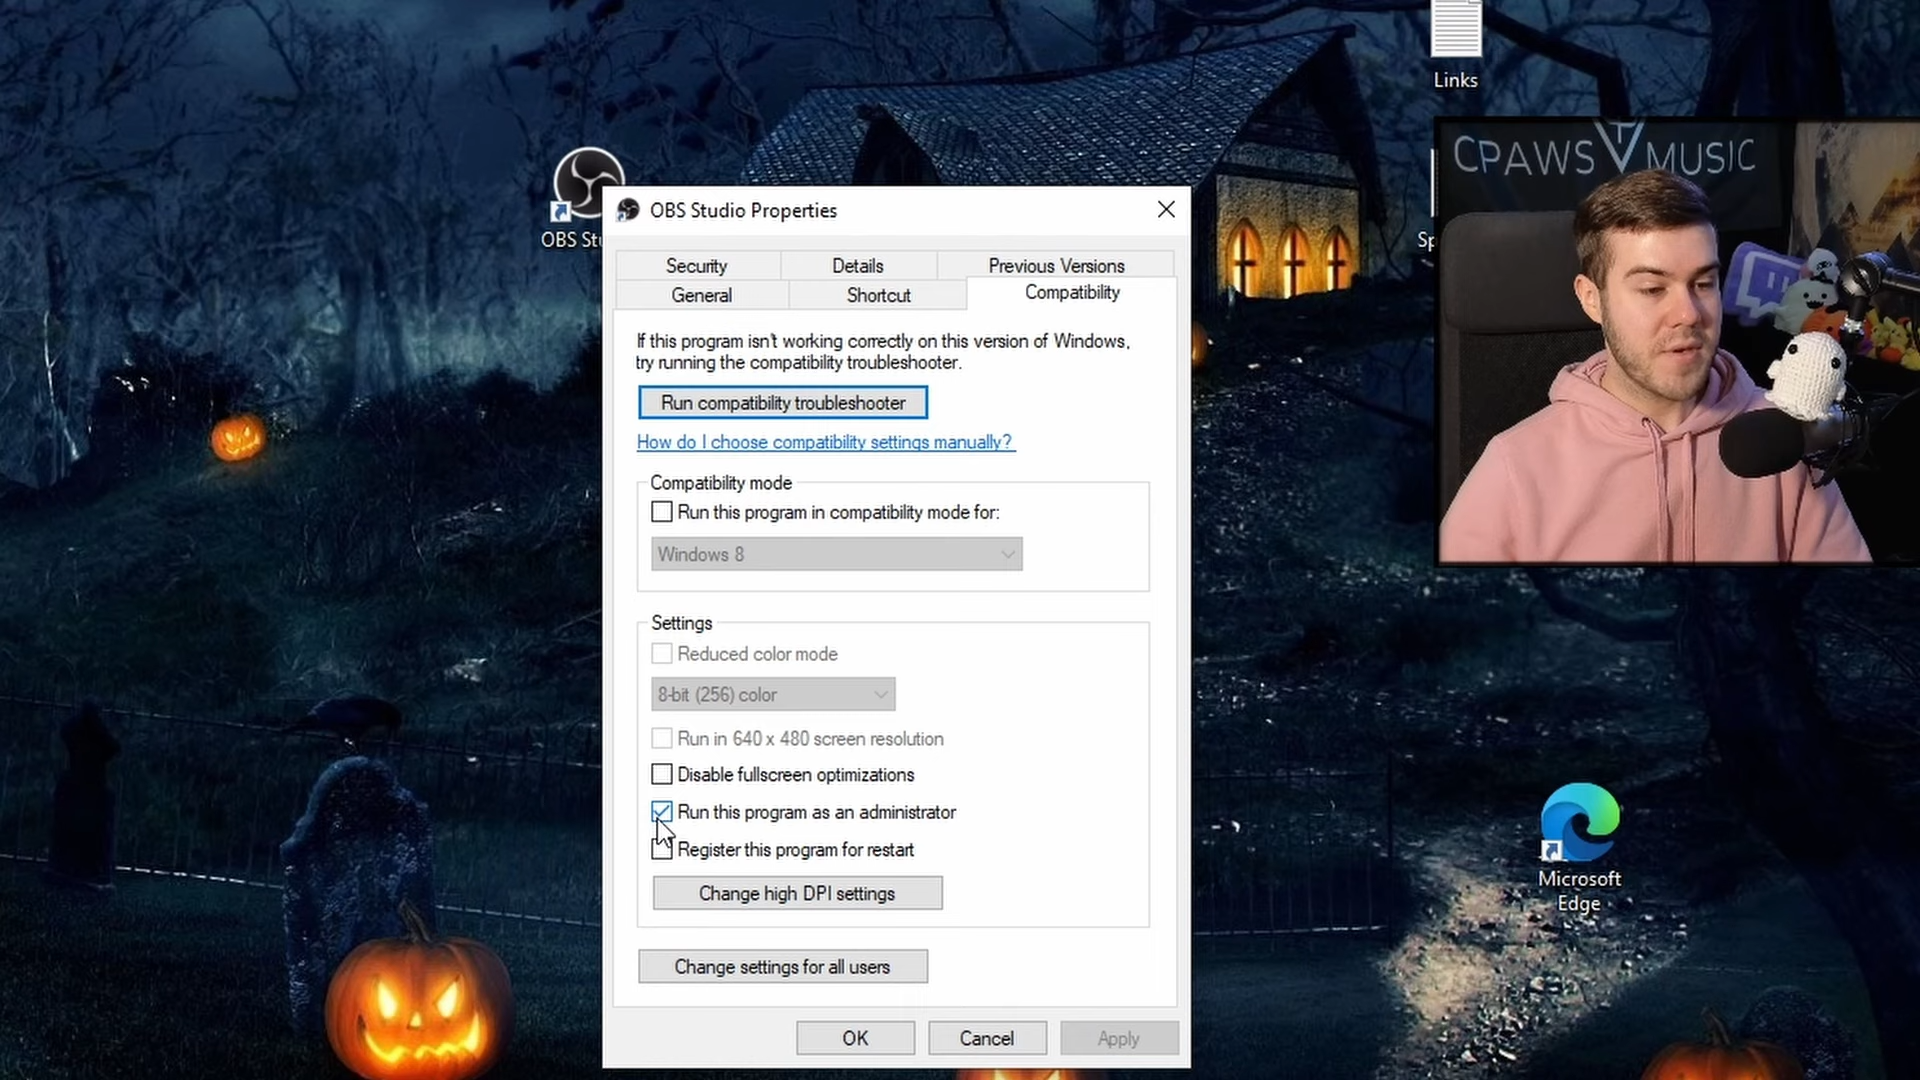 Links
CPAWS MUSIC
OBS Stu
OBS Studio Properties
Sp
Security
Details
Previous Versions
General
Shortcut
Compatibility
If this program isn't working correctly on this version of Windows,
try running the compatibility troubleshooter.
Run compatibility troubleshooter
How do I choose compatibility settings manually?
Compatibility mode
Run this program in compatibility mode for:
Windows 8
Settings
Reduced color mode
8-bit (256) color
Run in 640 x 480 screen resolution
Disable fullscreen optimizations
Run this program as an administrator
Register this program for restart
Change high DPI settings
Microsoft
Edge
Change settings for all users
OK
Cancel
Apply